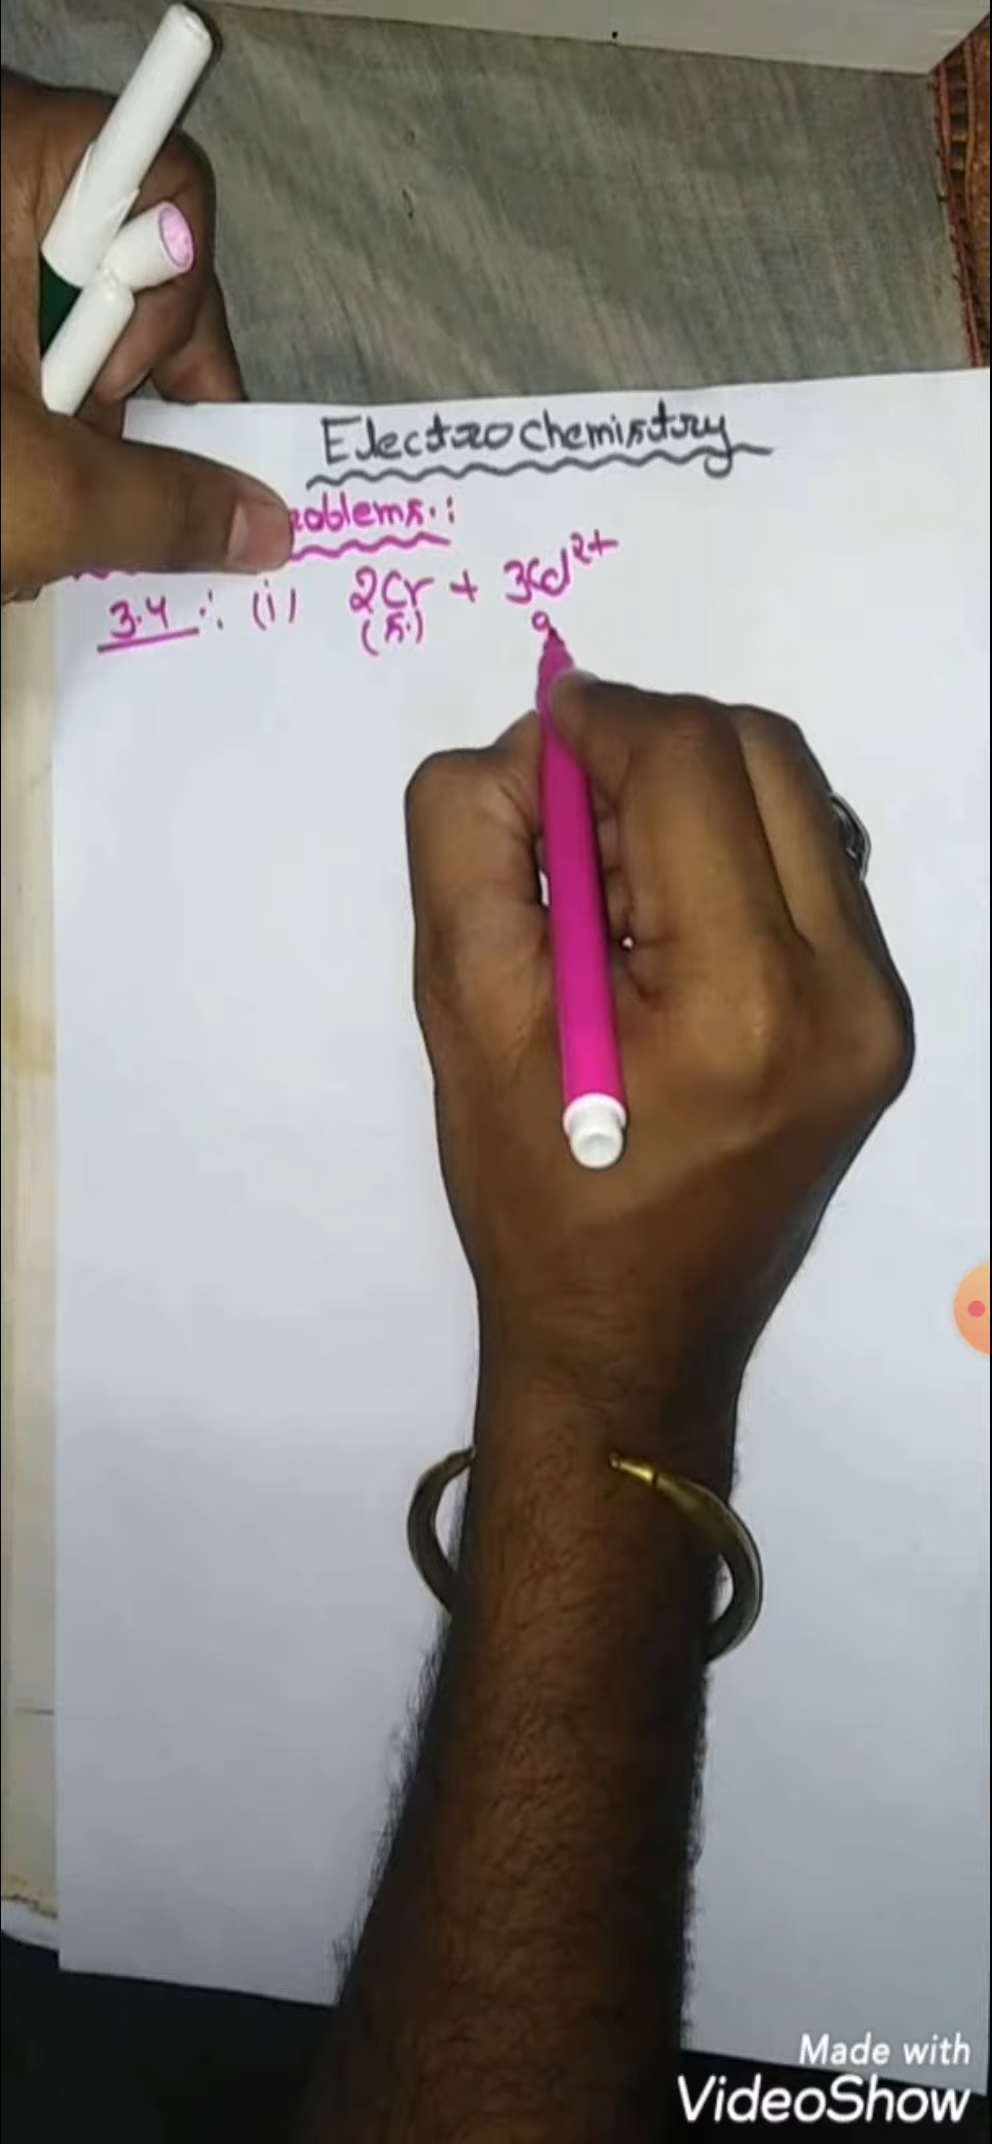 Electrochemistry
roblems.:
3.4 ∴ (i) 2Cr + 3Cd²⁺
(s.) a
Made with
VideoShow